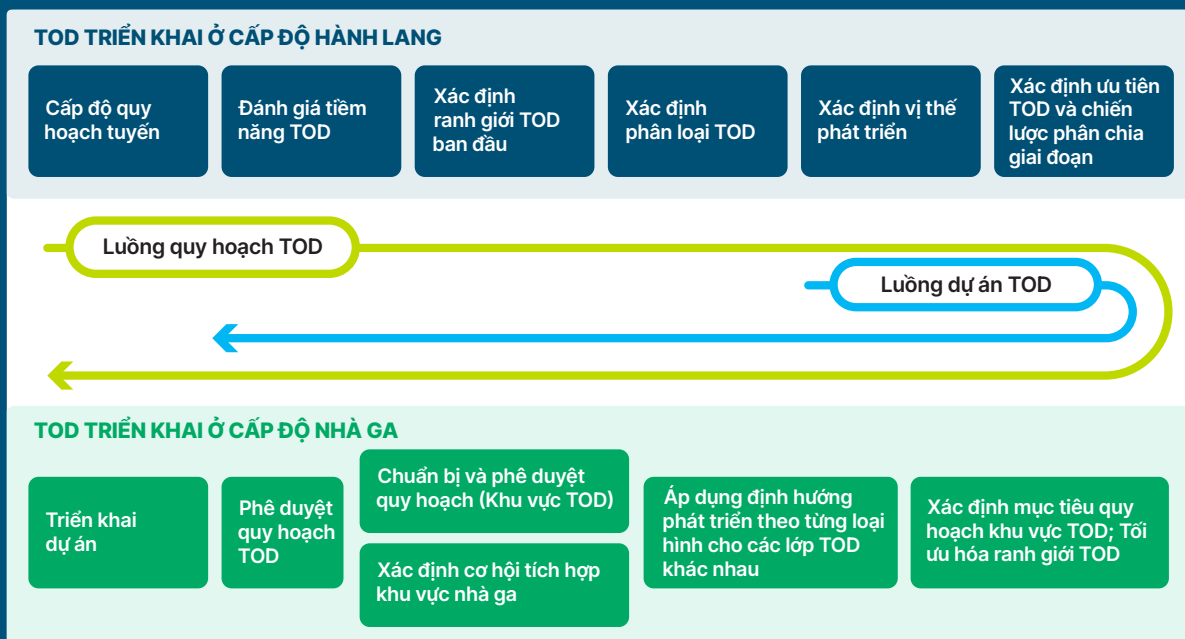 TOD TRIỂN KHAI Ở CẤP ĐỘ HÀNH LANG
Cấp độ quy
hoạch tuyến
Đánh giá tiềm
năng TOD
Xác định
ranh giới TOD
ban đầu
Xác định
phân loại TOD
Xác định vị thế
phát triển
Xác định ưu tiên
TOD và chiến
lược phân chia
giai đoạn
Luồng quy hoạch TOD
Luồng dự án TOD
TOD TRIỂN KHAI Ở CẤP ĐỘ NHÀ GA
Triển khai
dự án
Phê duyệt
quy hoạch
TOD
Chuẩn bị và phê duyệt
quy hoạch (Khu vực TOD)
Xác định cơ hội tích hợp
khu vực nhà ga
Áp dụng định hướng
phát triển theo từng loại
hình cho các lớp TOD
khác nhau
Xác định mục tiêu quy
hoạch khu vực TOD; Tối
ưu hóa ranh giới TOD